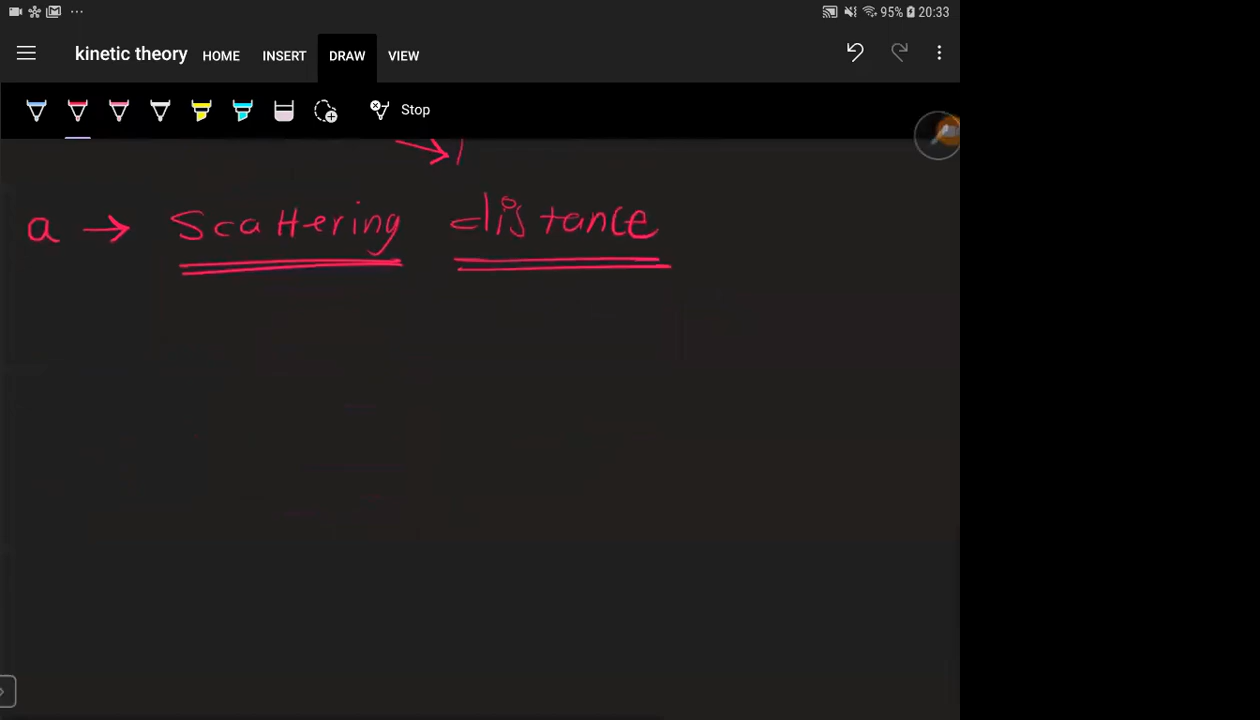 95% 20:33
kinetic theory HOME INSERT DRAW VIEW
Stop
a → Scattering distance